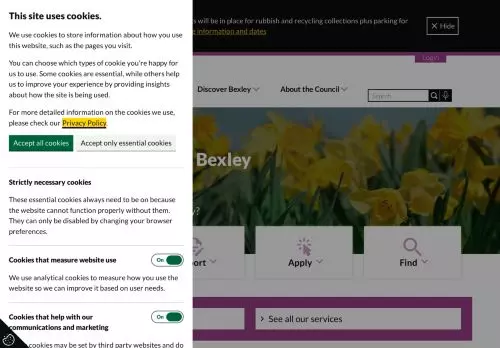 This site uses cookies.
We use cookies to store information about how you use this website, such as the pages you visit.
You can choose which types of cookie you're happy for us to use. Some cookies are essential, while others help us to improve your experience by providing insights about how the site is being used.
For more detailed information on the cookies we use, please check our Privacy Policy.
Accept all cookies
Accept only essential cookies
Strictly necessary cookies
These essential cookies always need to be on because the website cannot function properly without them. They can only be disabled by changing your browser preferences.
Cookies that measure website use
On
We use analytical cookies to measure how you use the website so we can improve it based on user needs.
Cookies that help with our communications and marketing
On
cookies may be set by third party websites and do
s will be in place for rubbish and recycling collections plus parking for
information and dates
Hide
Login
Discover Bexley
About the Council
Search
Bexley
y?
ort
Apply
Find
See all our services